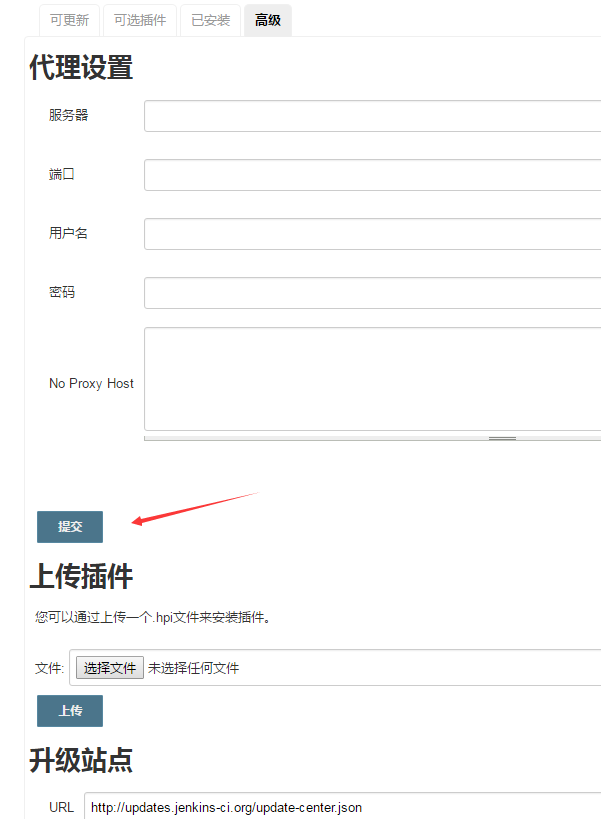 可更新 可选插件 已安装 高级
代理设置
服务器
端口
用户名
密码
No Proxy Host
提交
上传插件
您可以通过上传一个.hpi文件来安装插件。
文件: 选择文件 未选择任何文件
上传
升级站点
URL http://updates.jenkins-ci.org/update-center.json